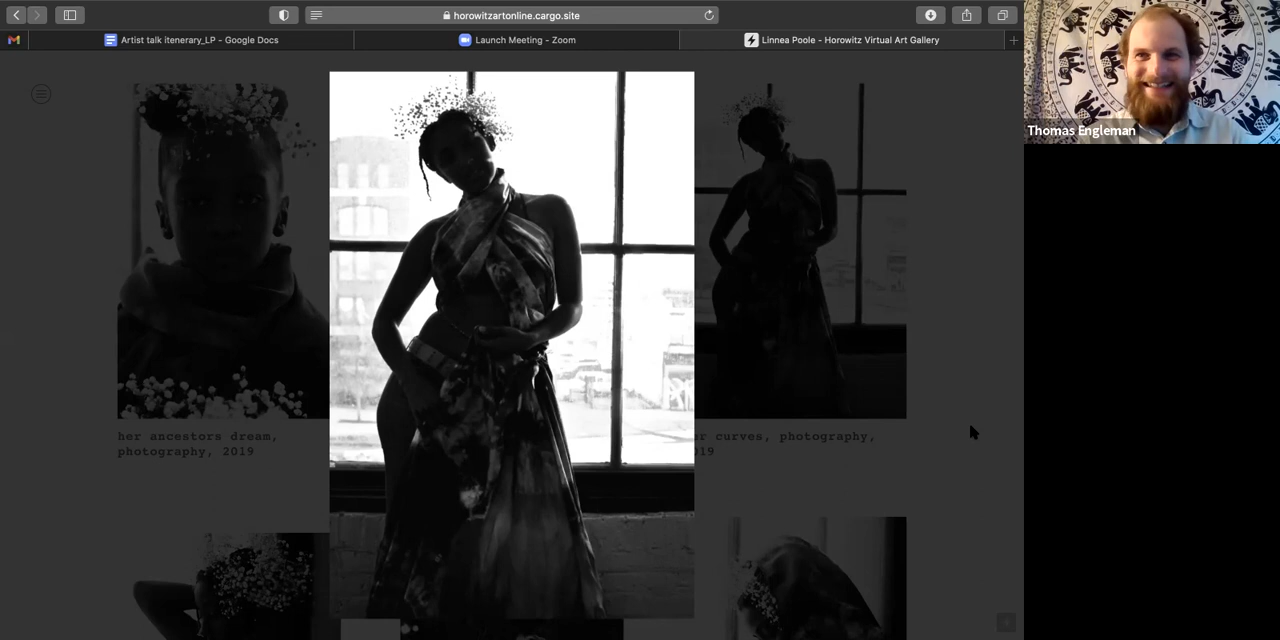 horowitzartonline.cargo.site
Artist talk itenerary_LP - Google Docs
Launch Meeting - Zoom
Linnea Poole - Horowitz Virtual Art Gallery
Thomas Engleman
her ancestors dream,
photography, 2019
r curves, photography,
019